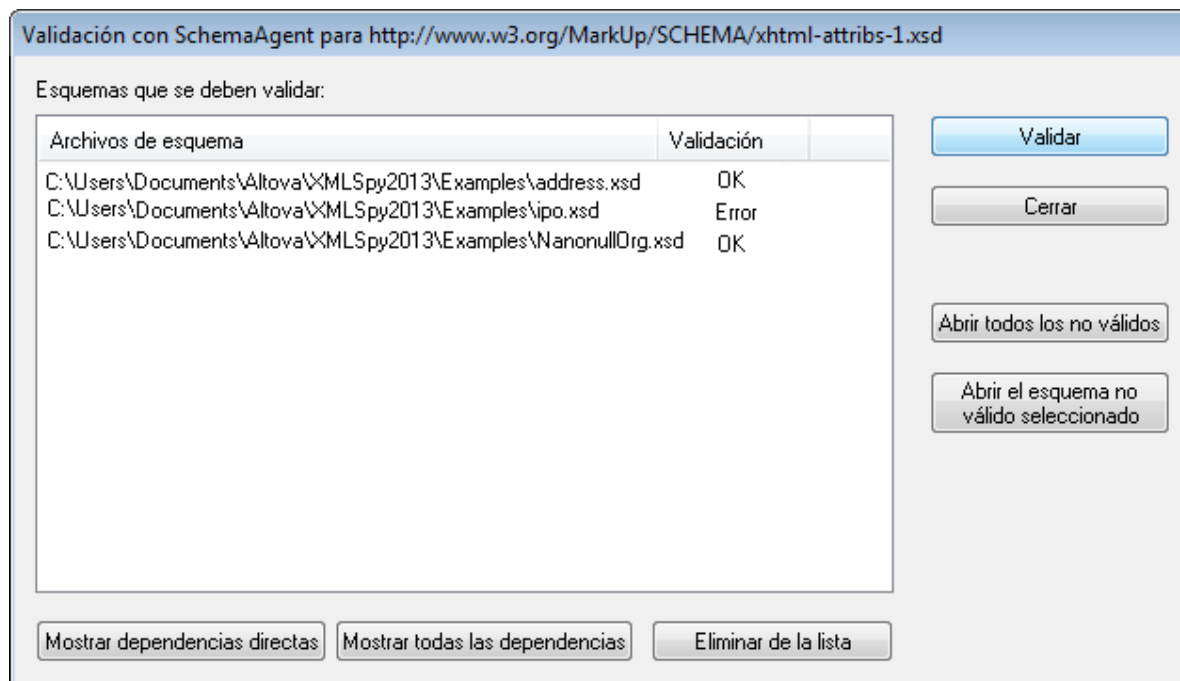 Validación con SchemaAgent para http://www.w3.org/MarkUp/SCHEMA/xhtml-attribs-1.xsd
Esquemas que se deben validar:
Archivos de esquema Validación
C:\Users\Documents\Altova\XMLSpy2013\Examples\address.xsd OK
C:\Users\Documents\Altova\XMLSpy2013\Examples\ipo.xsd Error
C:\Users\Documents\Altova\XMLSpy2013\Examples\NanonullOrg.xsd OK
Validar
Cerrar
Abrir todos los no válidos
Abrir el esquema no
válido seleccionado
Mostrar dependencias directas Mostrar todas las dependencias Eliminar de la lista